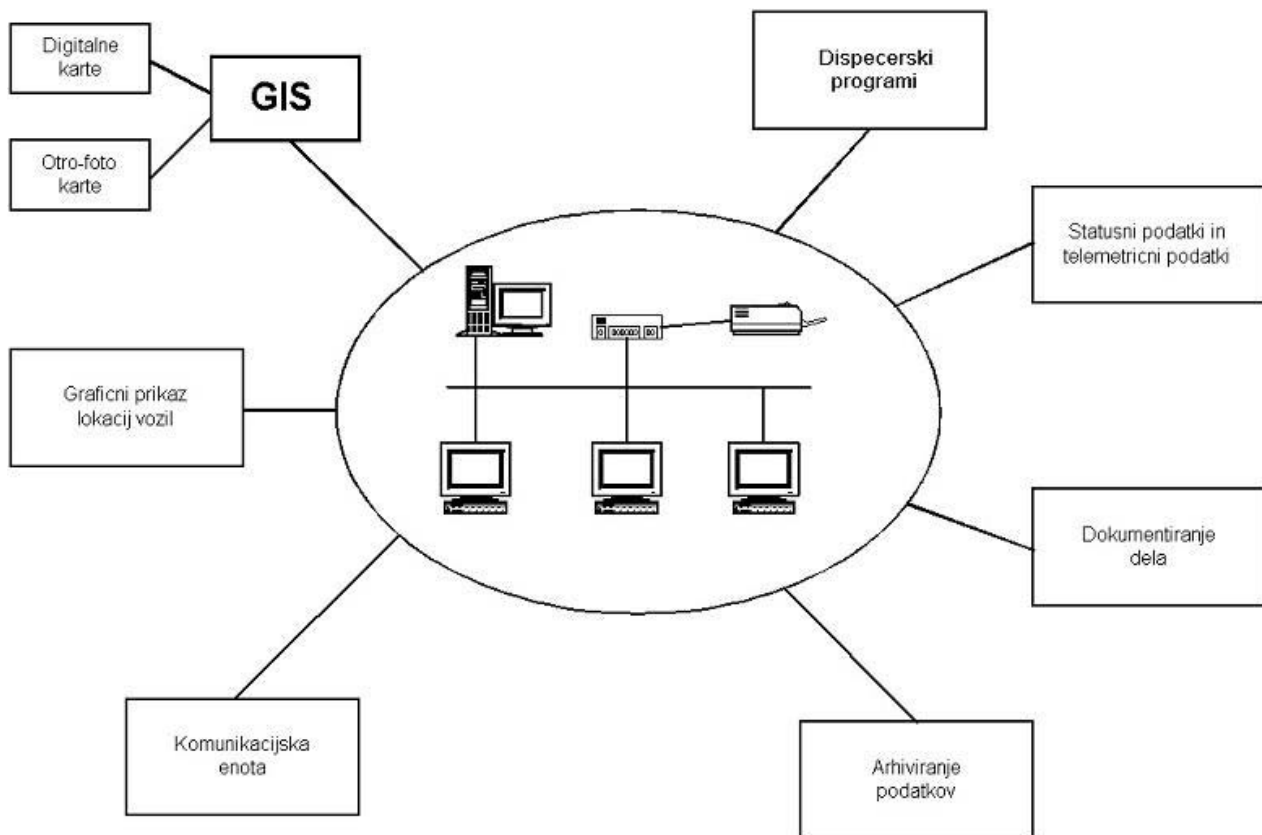 Digitalne
karte
GIS
Otro-foto
karte
Dispecerski
programi
Statusni podatki in
telemetricni podatki
Graficni prikaz
lokacij vozil
Dokumentiranje
dela
Komunikacijska
enota
Arhiviranje
podatkov